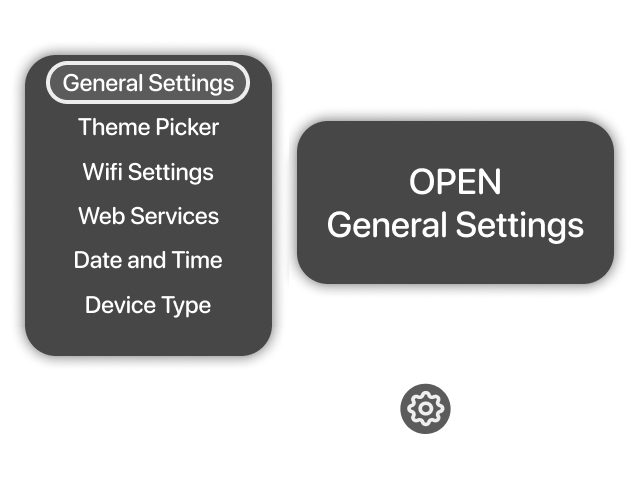 General Settings
Theme Picker
Wifi Settings
Web Services
Date and Time
Device Type
OPEN
General Settings